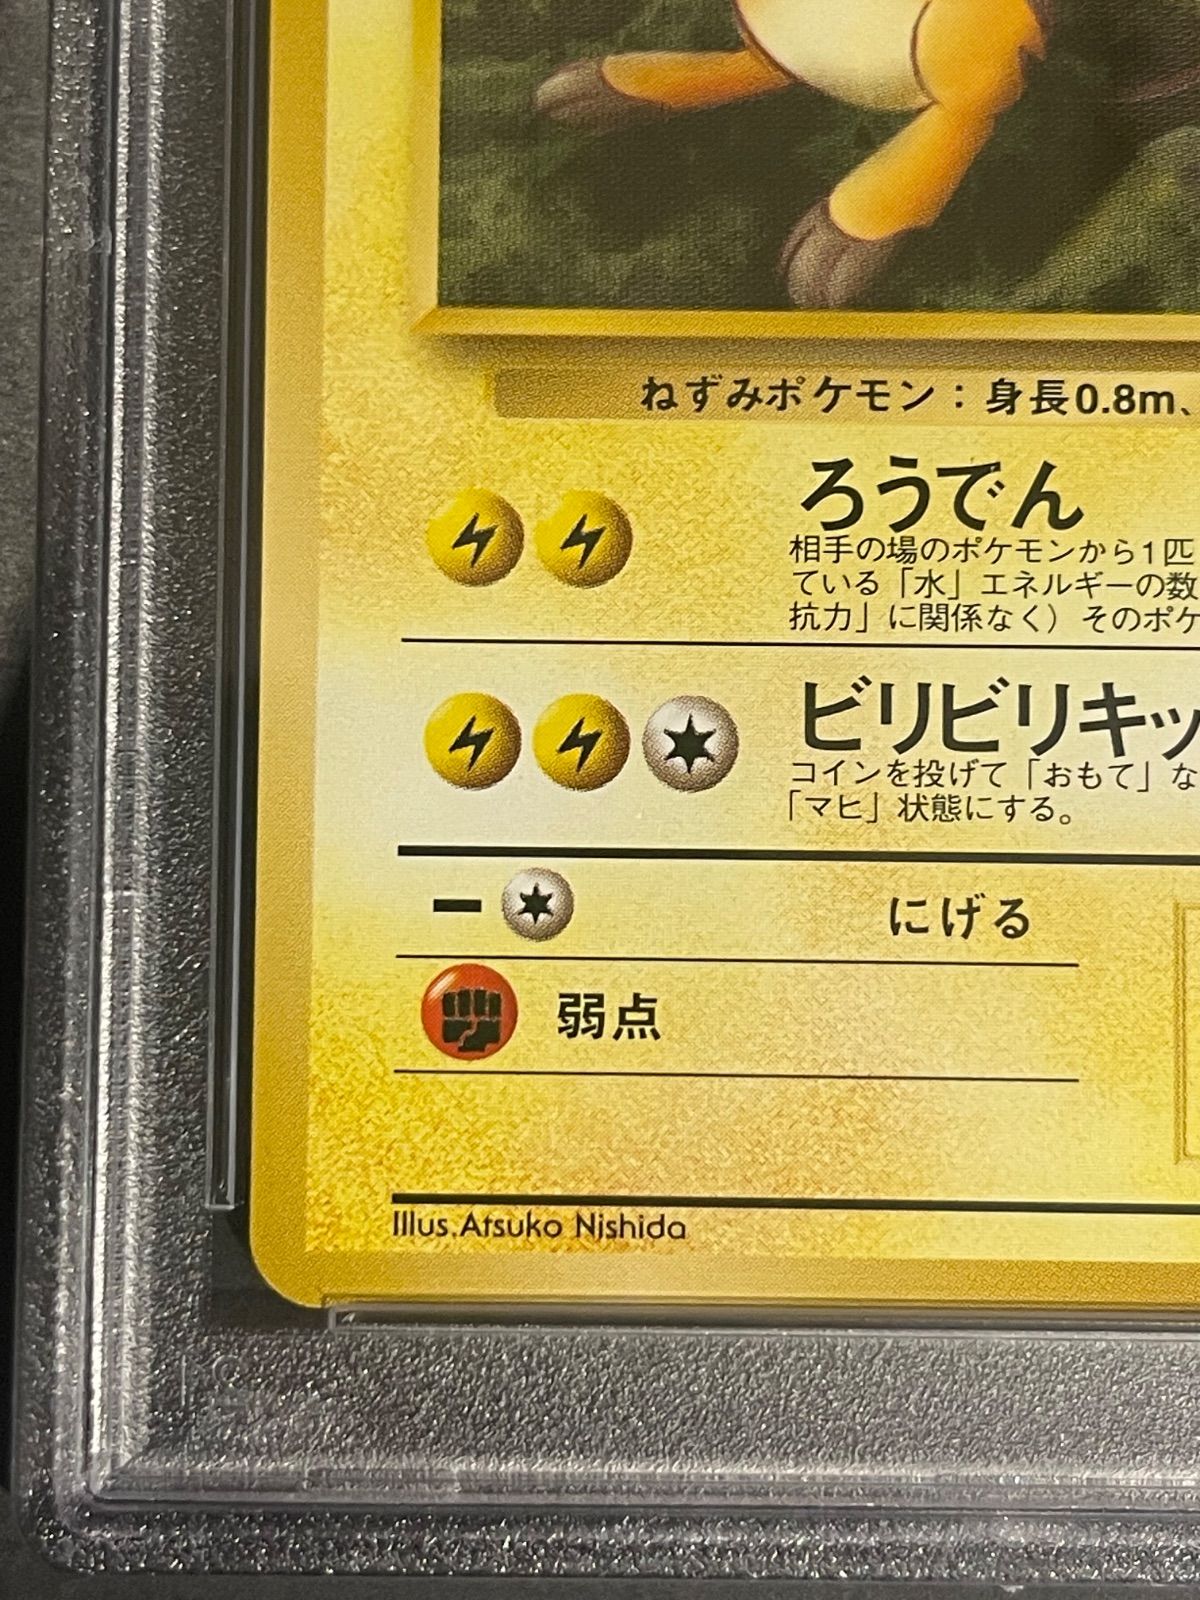 ねずみポケモン：身長0.8m、
ろうでん
相手の場のポケモンから1匹
ている「水」エネルギーの数
抗力」に関係なく）そのポケ
ビリビリキッ
コインを投げて「おもて」な
「マヒ」状態にする。
− にげる
弱点
Illus.Atsuko Nishida